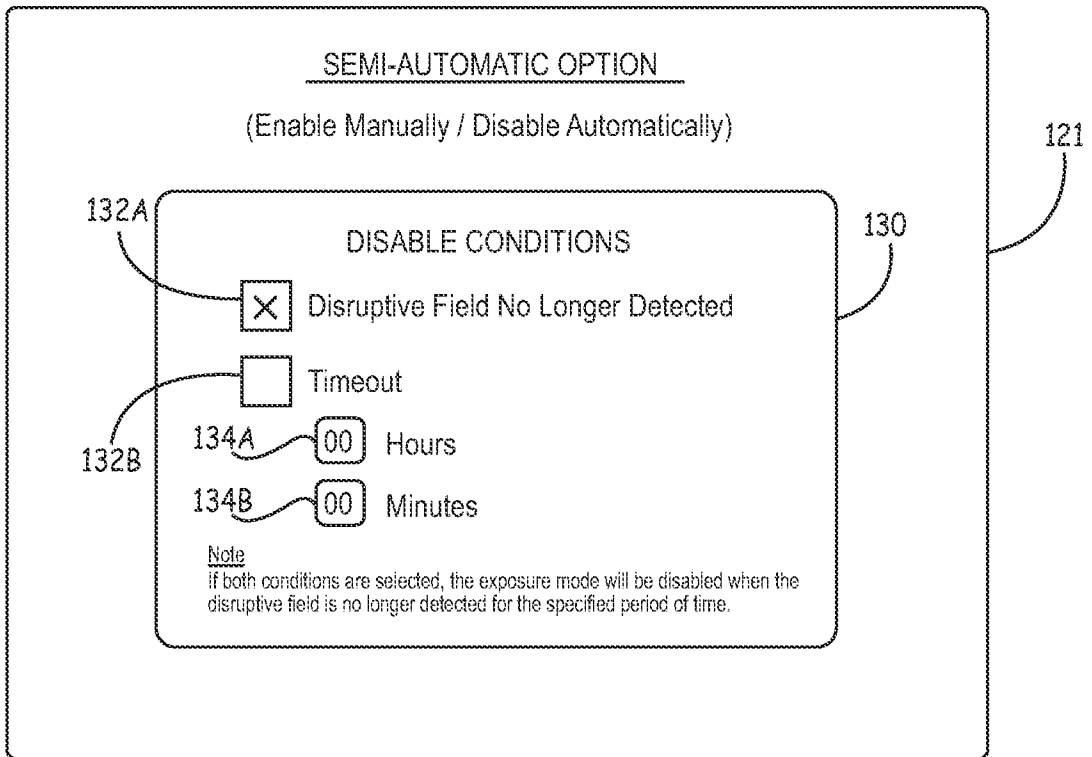 SEMI-AUTOMATIC OPTION
(Enable Manually / Disable Automatically)
121
132A
130
DISABLE CONDITIONS
X Disruptive Field No Longer Detected
Timeout
132B
134A 00 Hours
134B 00 Minutes
Note
If both conditions are selected, the exposure mode will be disabled when the
disruptive field is no longer detected for the specified period of time.